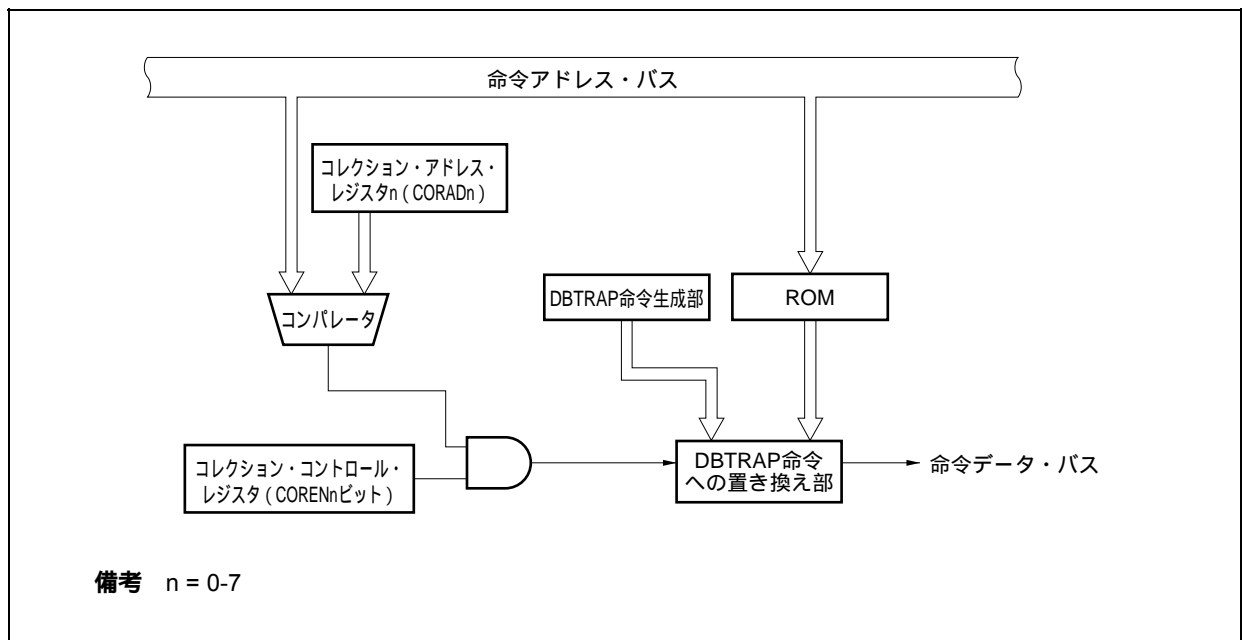 命令アドレス・バス
コレクション・アドレス・
レジスタn（CORADn）
コンパレータ
DBTRAP命令生成部
ROM
コレクション・コントロール・
レジスタ（CORENnビット）
DBTRAP命令
への置き換え部
命令データ・バス
備考 n = 0-7